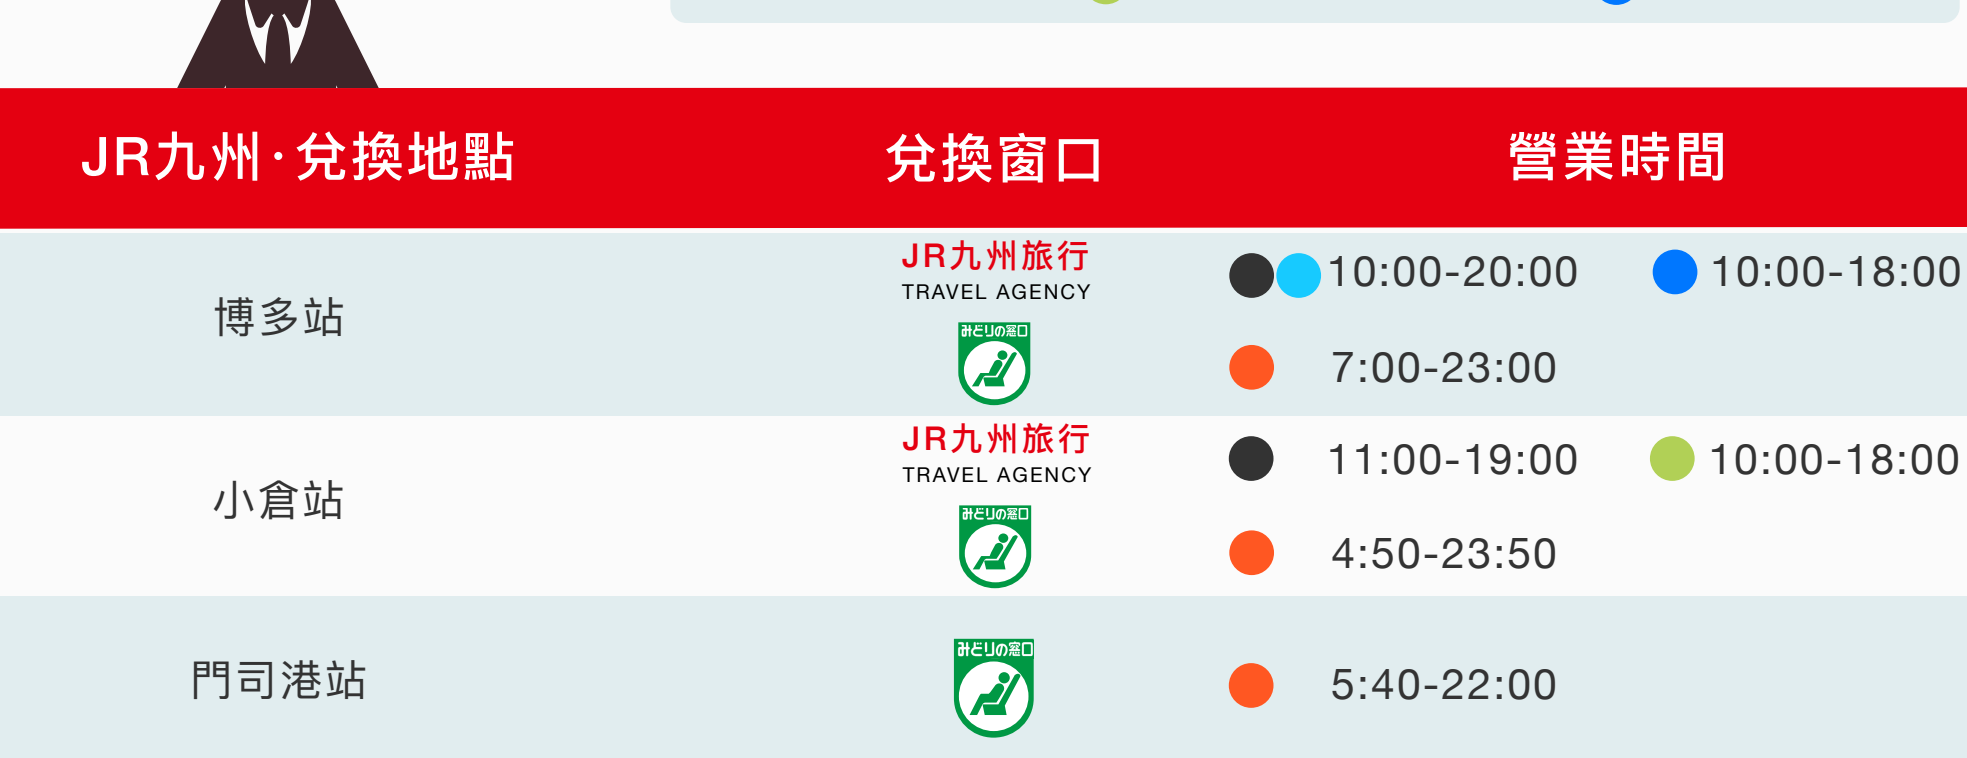 JR九州·兌換地點 兌換窗口 營業時間
博多站
JR九州旅行
TRAVEL AGENCY
みどりの窓口
10:00-20:00 10:00-18:00
7:00-23:00
小倉站
JR九州旅行
TRAVEL AGENCY
みどりの窓口
11:00-19:00 10:00-18:00
4:50-23:50
門司港站
みどりの窓口
5:40-22:00